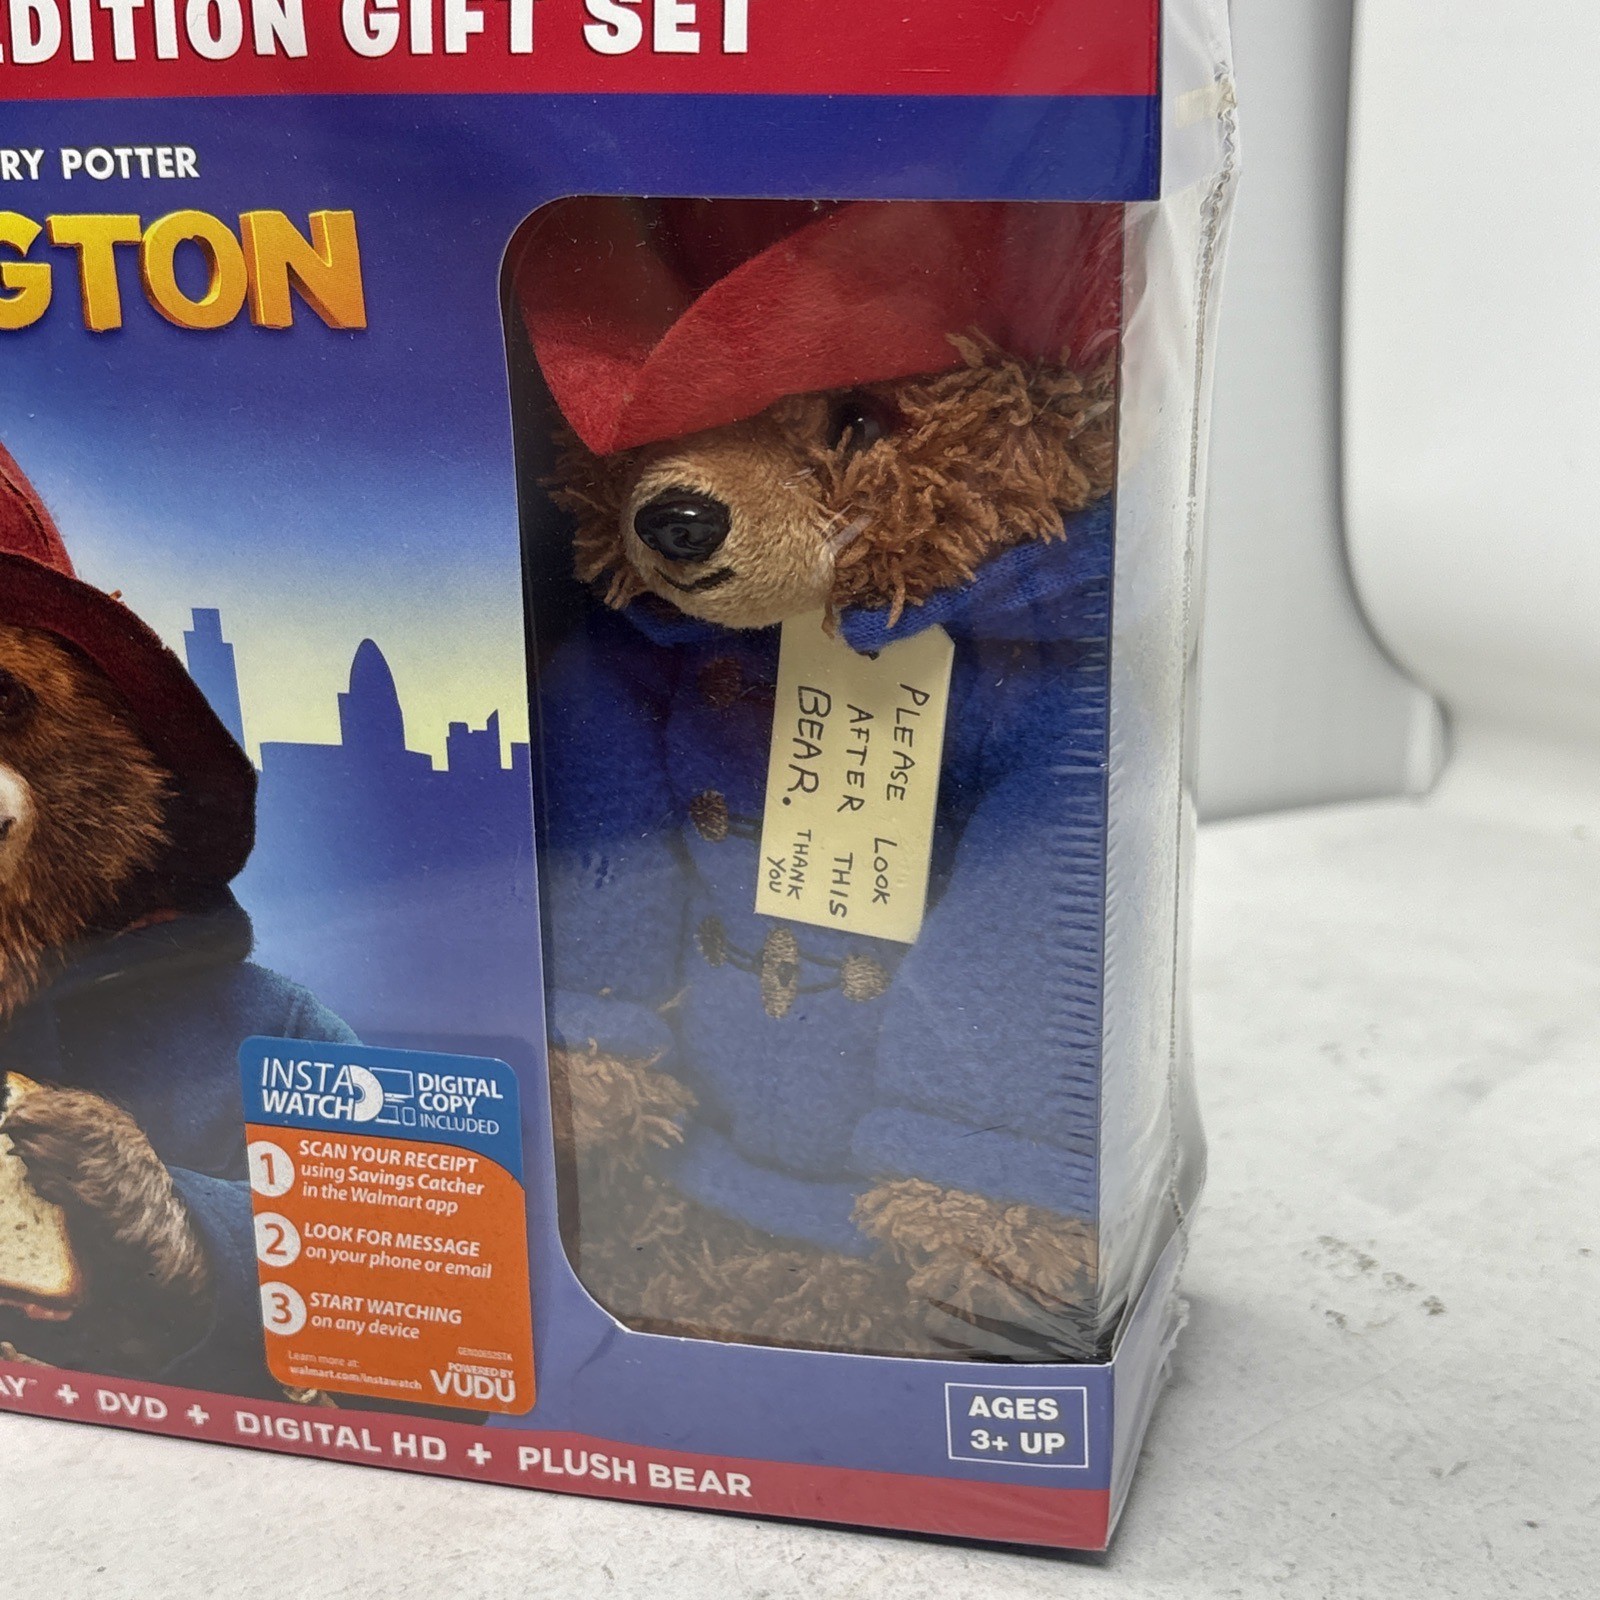 EDITION GIFT SET
RY POTTER
GTON
PLEASE LOOK
AFTER THIS
BEAR. THANK
YOU
INSTA
WATCH
DIGITAL
COPY
INCLUDED
1 SCAN YOUR RECEIPT
using Savings Catcher
in the Walmart app
2 LOOK FOR MESSAGE
on your phone or email
3 START WATCHING
on any device
Learn more at:
walmart.com/instawatch
POWERED BY
VUDU
AY™ + DVD + DIGITAL HD + PLUSH BEAR
AGES
3+ UP